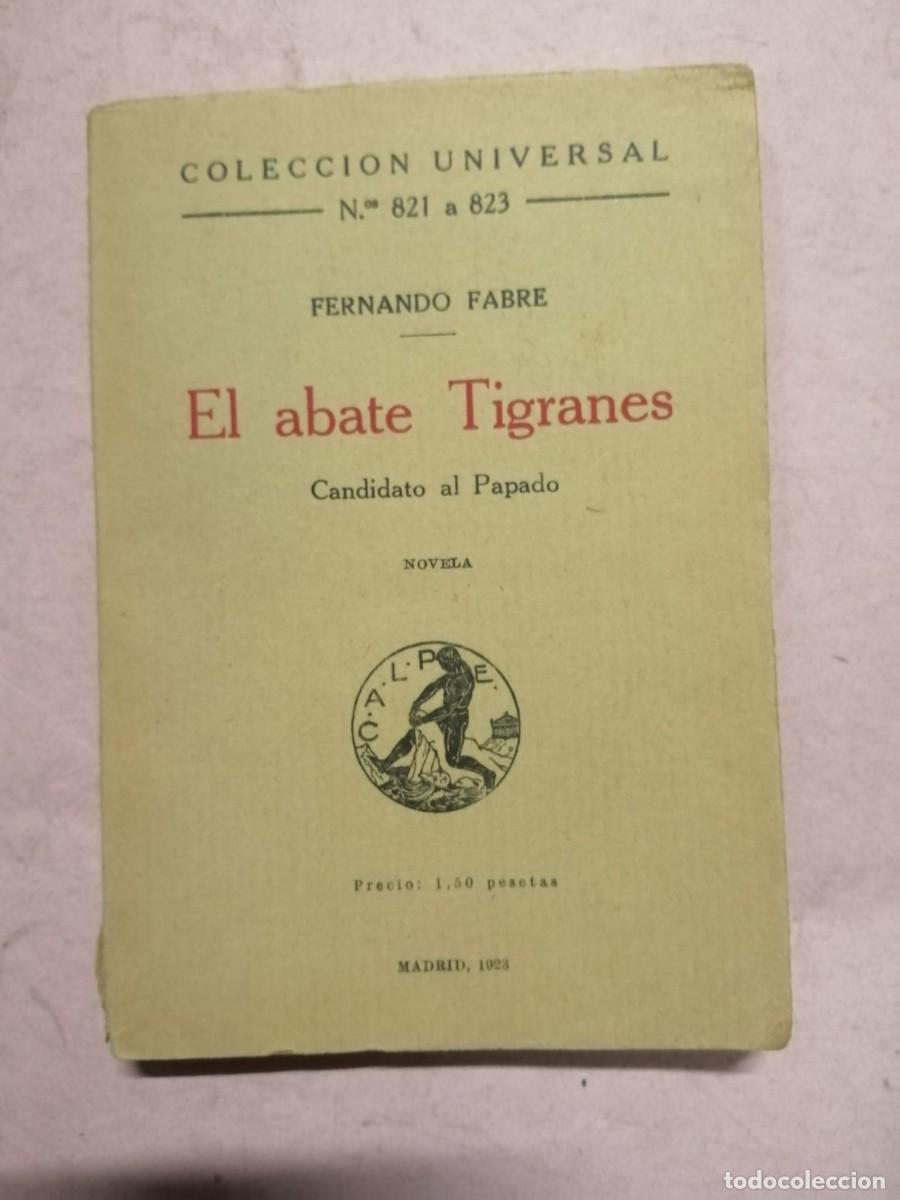 COLECCION UNIVERSAL
N.os 821 a 823
FERNANDO FABRE
El abate Tigranes
Candidato al Papado
NOVELA
C.A.L.P.E.
Precio: 1,50 pesetas
MADRID, 1923
todocoleccion